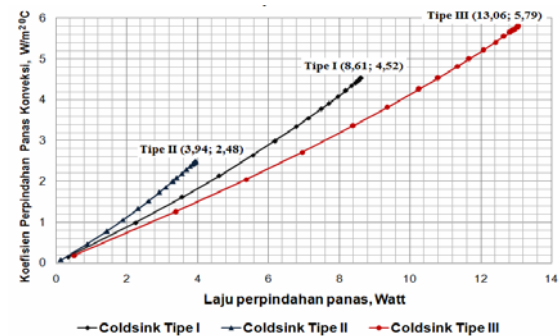 Tipe III (13,06; 5,79)
Tipe I (8,61; 4,52)
Tipe II (3,94; 2,48)
Koefisien Perpindahan Panas Konveksi, W/m²⁰C
6
5
4
3
2
1
0
0 2 4 6 8 10 12 14
Laju perpindahan panas, Watt
Coldsink Tipe I Coldsink Tipe II Coldsink Tipe III